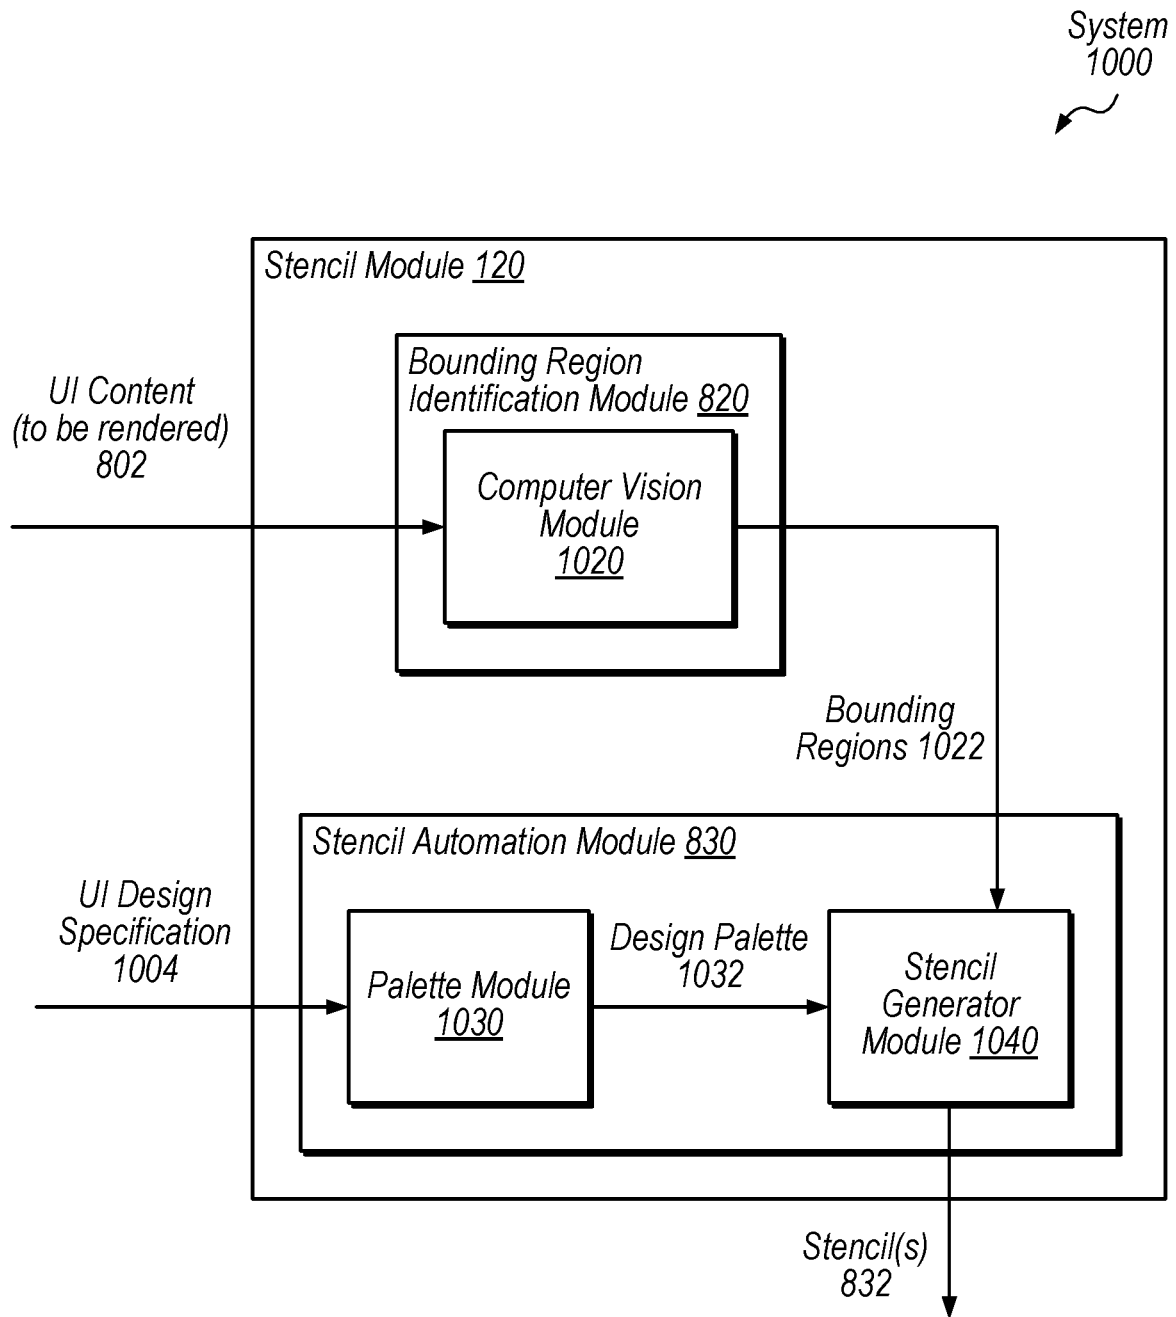 System
1000
Stencil Module 120
Bounding Region
Identification Module 820
UI Content
(to be rendered)
802
Computer Vision
Module
1020
Bounding
Regions 1022
Stencil Automation Module 830
UI Design
Specification
1004
Palette Module
1030
Design Palette
1032
Stencil
Generator
Module 1040
Stencil(s)
832